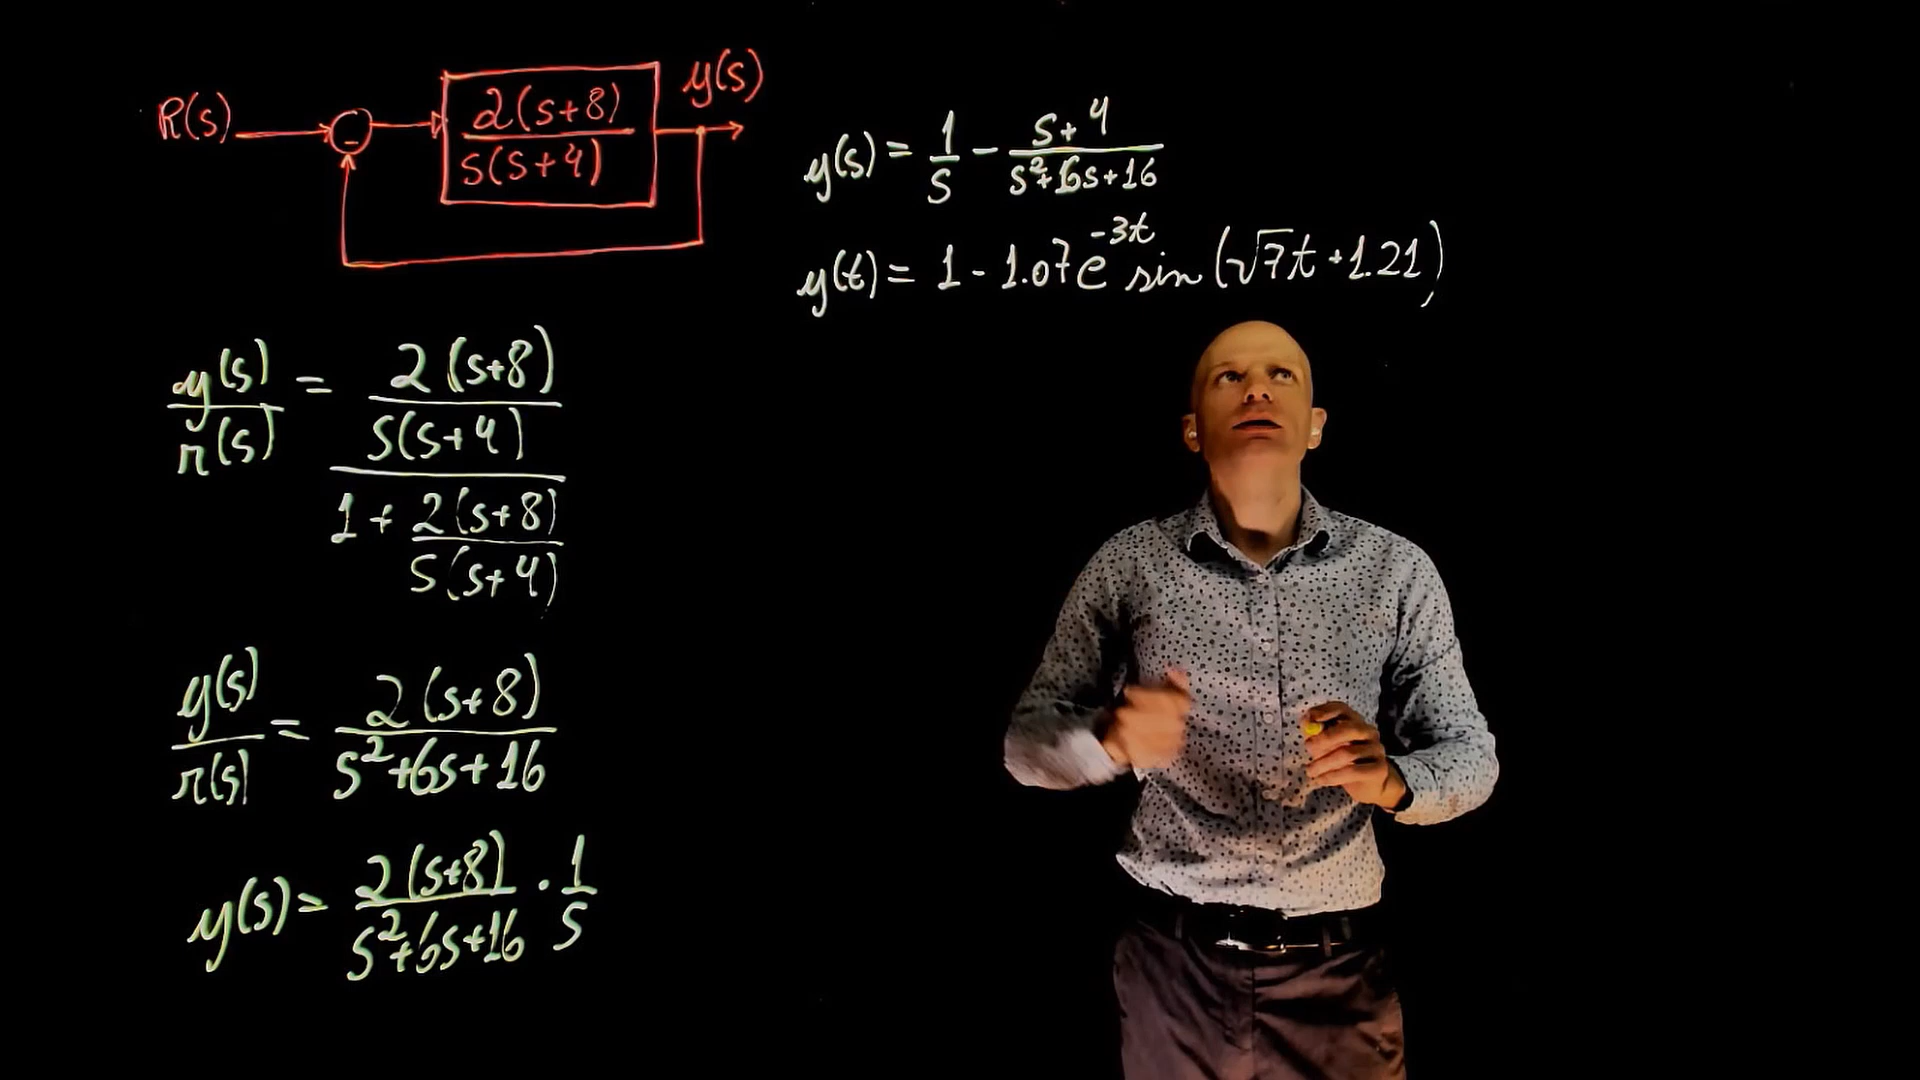 R(s)
-
2(s+8)
s(s+4)
y(s)
y(s)
r(s)
=
2(s+8)
s(s+4)
1+
2(s+8)
s(s+4)
y(s)
r(s)
=
2(s+8)
s²+6s+16
y(s)=
2(s+8)
s²+6s+16
·
1
s
y(s)=
1
s
-
s+4
s²+6s+16
y(t)= 1-1.07e⁻³ᵗ sin(√7t+1.21)